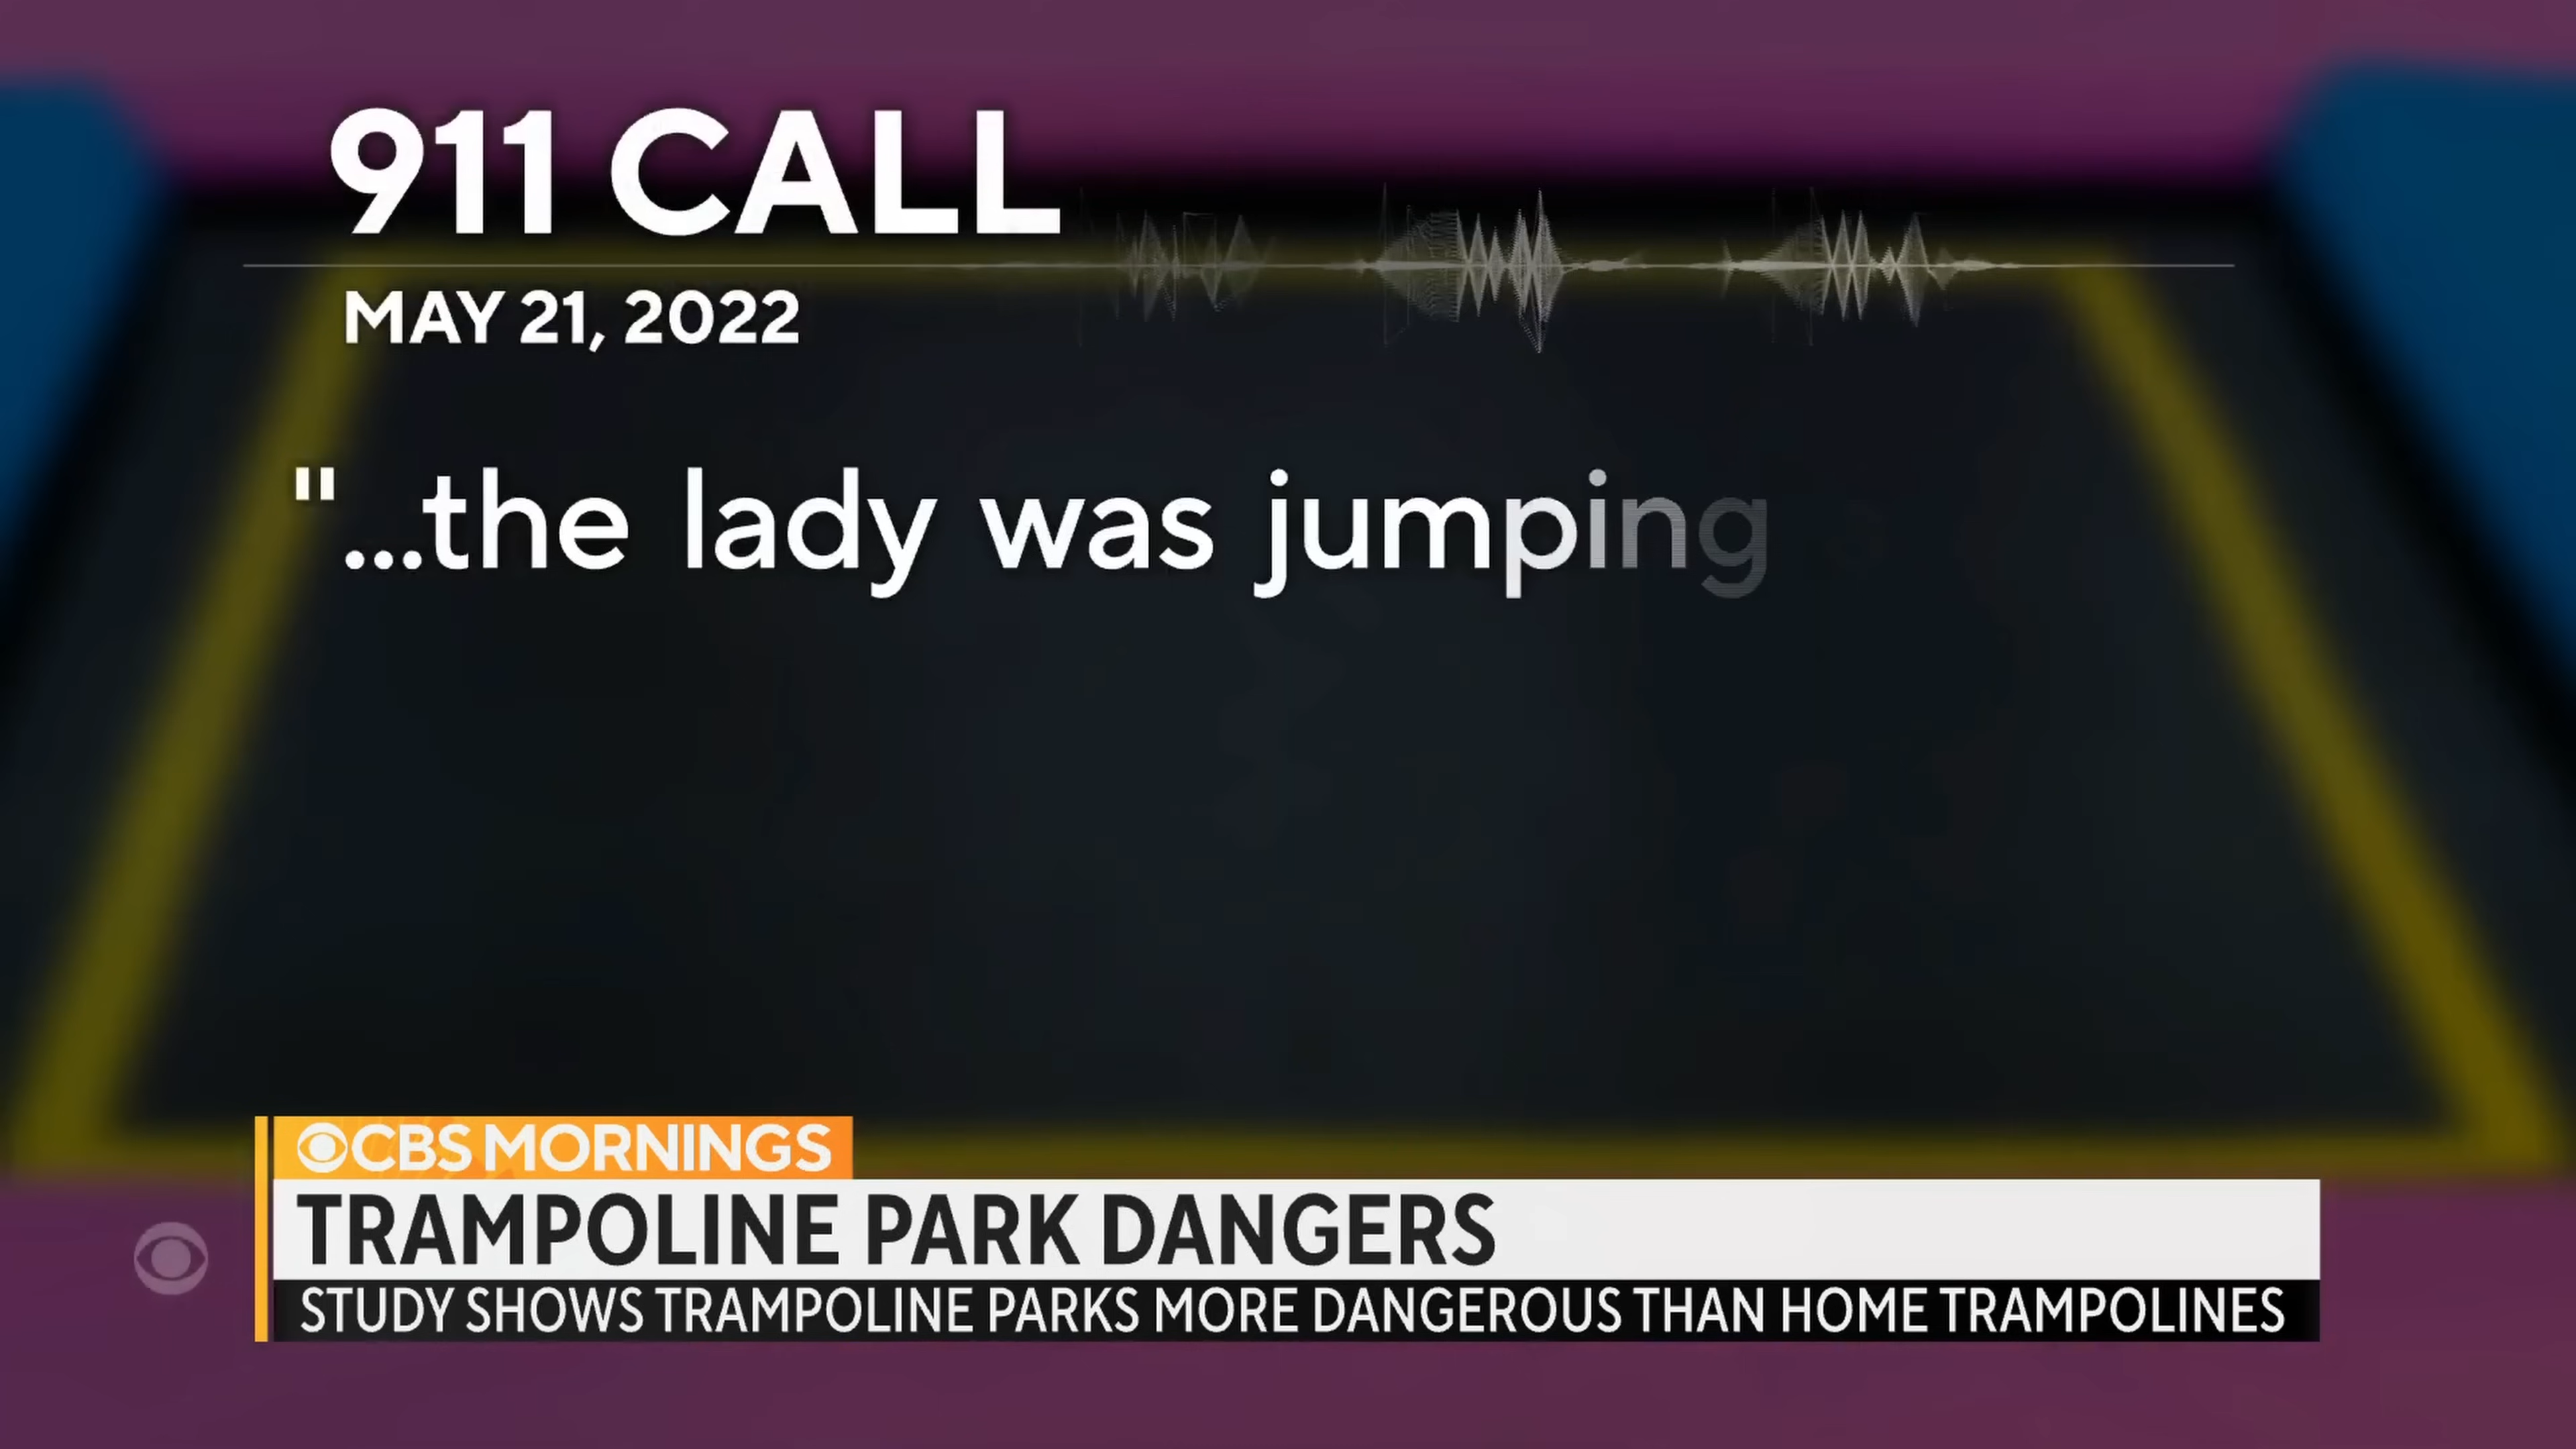 911 CALL
MAY 21, 2022
"...the lady was jumping
CBS MORNINGS
TRAMPOLINE PARK DANGERS
STUDY SHOWS TRAMPOLINE PARKS MORE DANGEROUS THAN HOME TRAMPOLINES